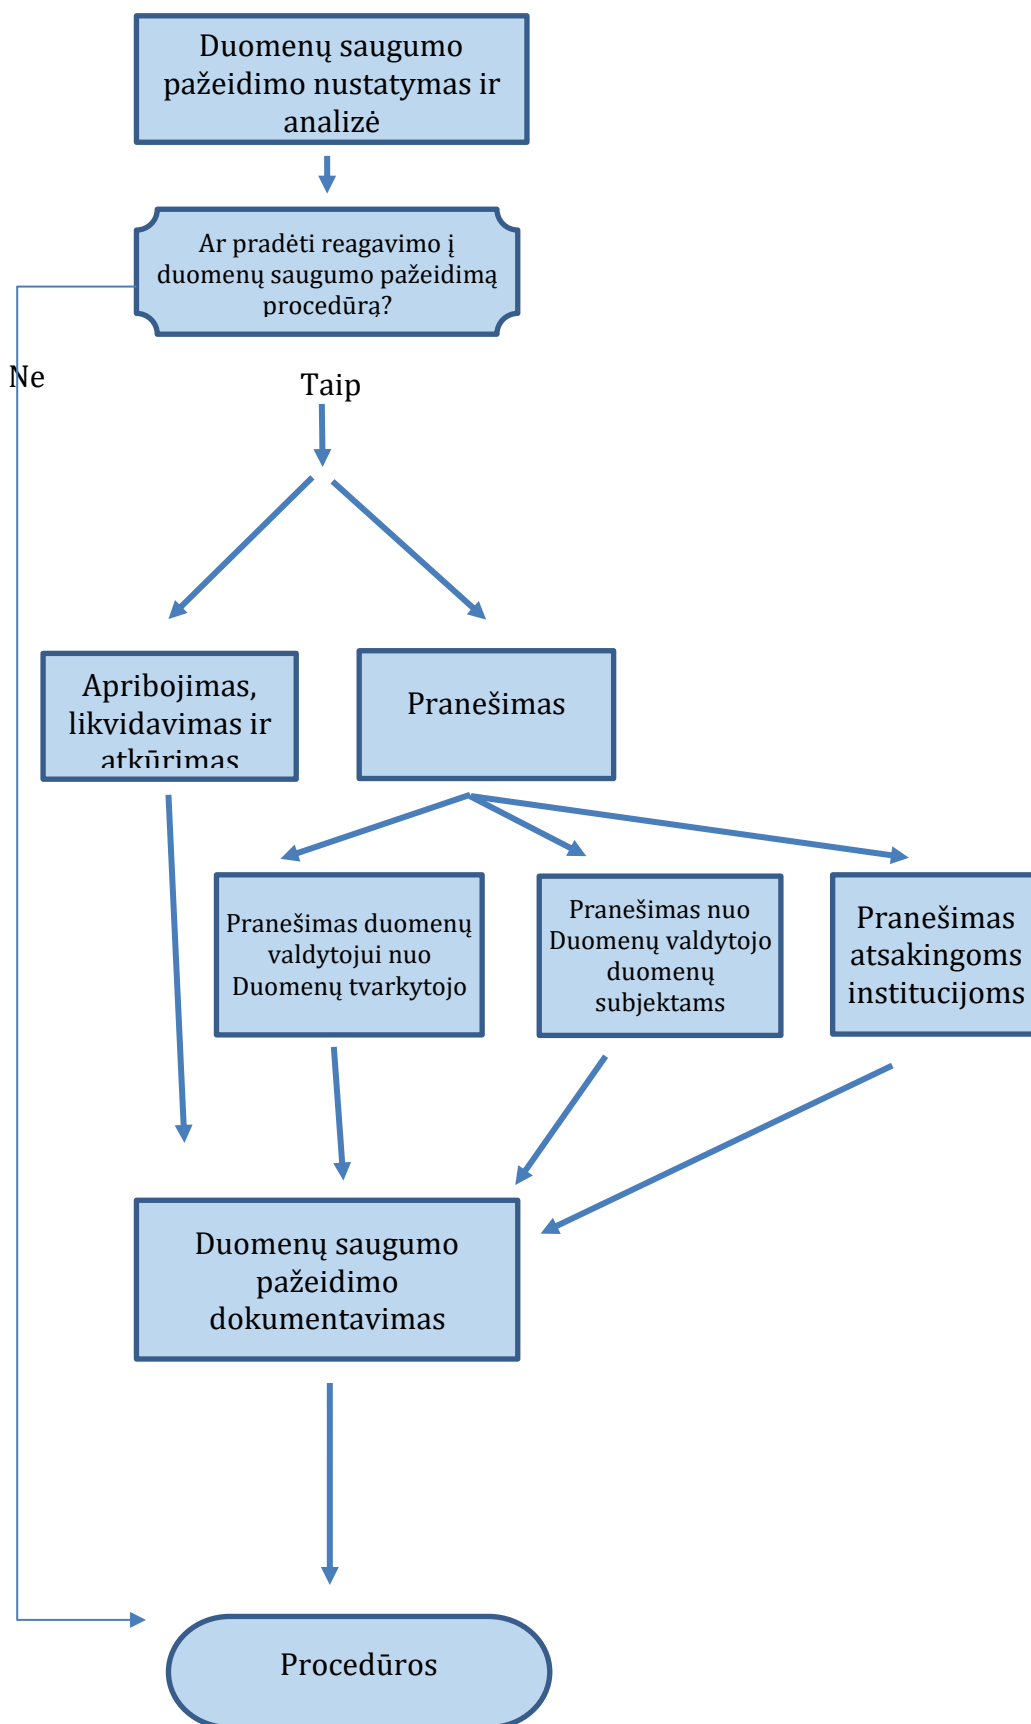 Duomenų saugumo
pažeidimo nustatymas ir
analizė
Ar pradėti reagavimo į
duomenų saugumo pažeidimą
procedūrą?
Ne
Taip
Apribojimas,
likvidavimas ir
atkūrimas
Pranešimas
Pranešimas duomenų
valdytojui nuo
Duomenų tvarkytojo
Pranešimas nuo
Duomenų valdytojo
duomenų
subjektams
Pranešimas
atsakingoms
institucijoms
Duomenų saugumo
pažeidimo
dokumentavimas
Procedūros